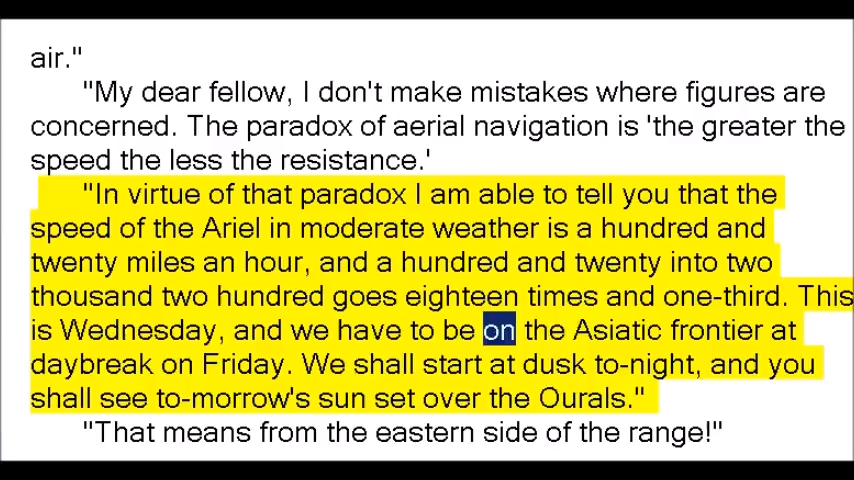 air."
"My dear fellow, I don't make mistakes where figures are
concerned. The paradox of aerial navigation is 'the greater the
speed the less the resistance.'
"In virtue of that paradox I am able to tell you that the
speed of the Ariel in moderate weather is a hundred and
twenty miles an hour, and a hundred and twenty into two
thousand two hundred goes eighteen times and one-third. This
is Wednesday, and we have to be on the Asiatic frontier at
daybreak on Friday. We shall start at dusk to-night, and you
shall see to-morrow's sun set over the Ourals."
"That means from the eastern side of the range!"